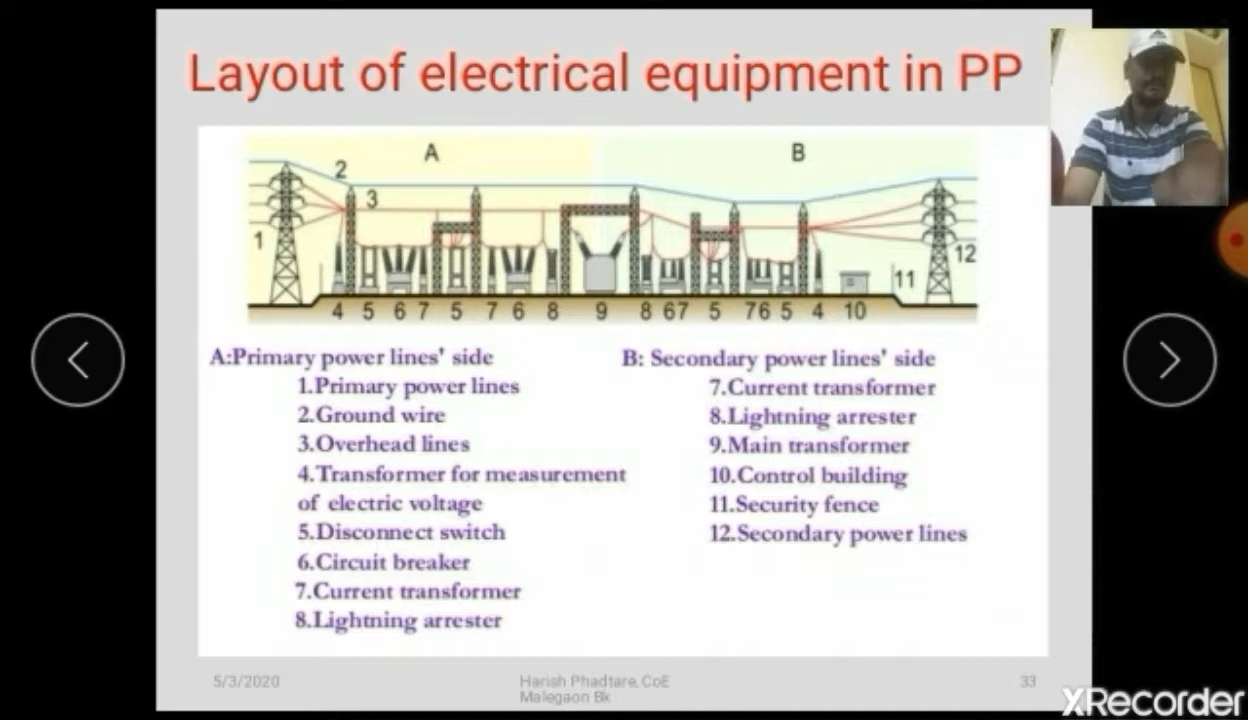 Layout of electrical equipment in PP
A
B
2
3
1
12
11
4 5 6 7 5 7 6 8 9 8 6 7 5 7 6 5 4 10
A:Primary power lines' side
1.Primary power lines
2.Ground wire
3.Overhead lines
4.Transformer for measurement
of electric voltage
5.Disconnect switch
6.Circuit breaker
7.Current transformer
8.Lightning arrester
B: Secondary power lines' side
7.Current transformer
8.Lightning arrester
9.Main transformer
10.Control building
11.Security fence
12.Secondary power lines
5/3/2020
Harish Phadtare, CoE
Malegaon Bk
33
XRecorder